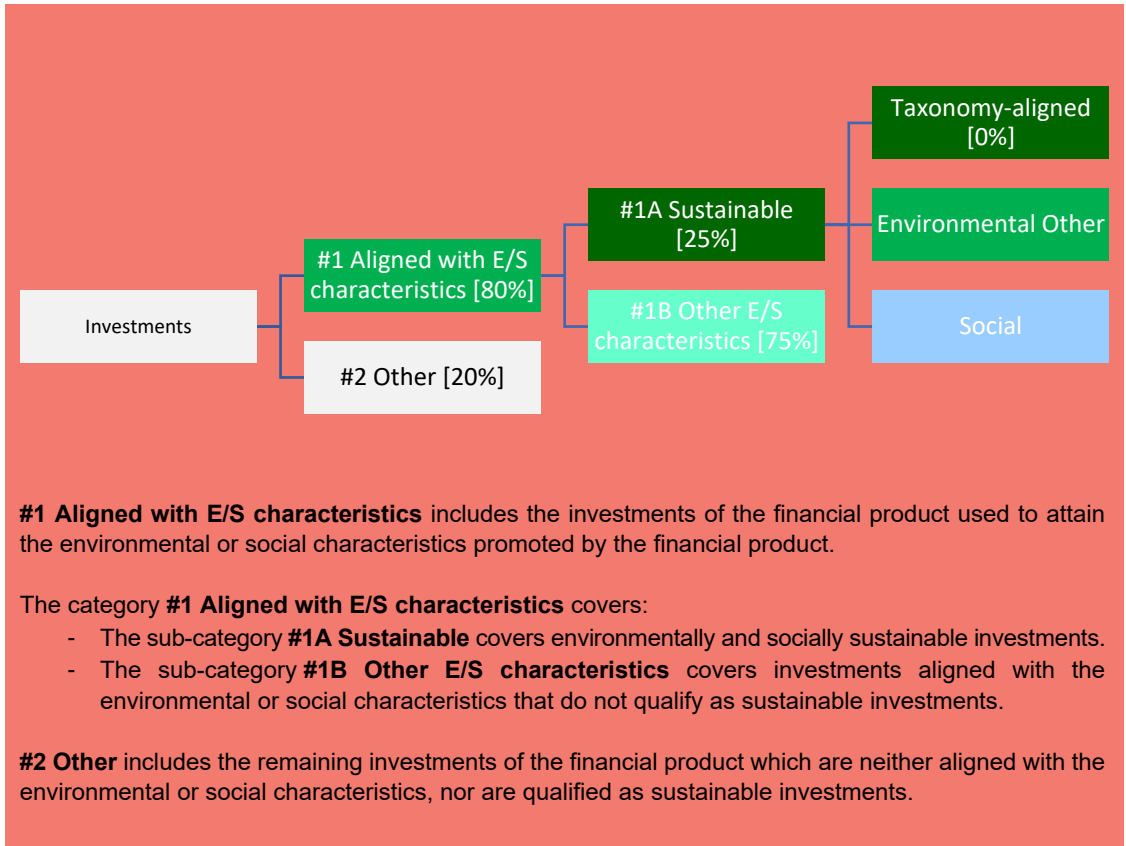 Investments
#1 Aligned with E/S
characteristics [80%]
#2 Other [20%]
#1A Sustainable
[25%]
#1B Other E/S
characteristics [75%]
Taxonomy-aligned
[0%]
Environmental Other
Social
#1 Aligned with E/S characteristics includes the investments of the financial product used to attain
the environmental or social characteristics promoted by the financial product.
The category #1 Aligned with E/S characteristics covers:
- The sub-category #1A Sustainable covers environmentally and socially sustainable investments.
- The sub-category #1B Other E/S characteristics covers investments aligned with the
environmental or social characteristics that do not qualify as sustainable investments.
#2 Other includes the remaining investments of the financial product which are neither aligned with the
environmental or social characteristics, nor are qualified as sustainable investments.